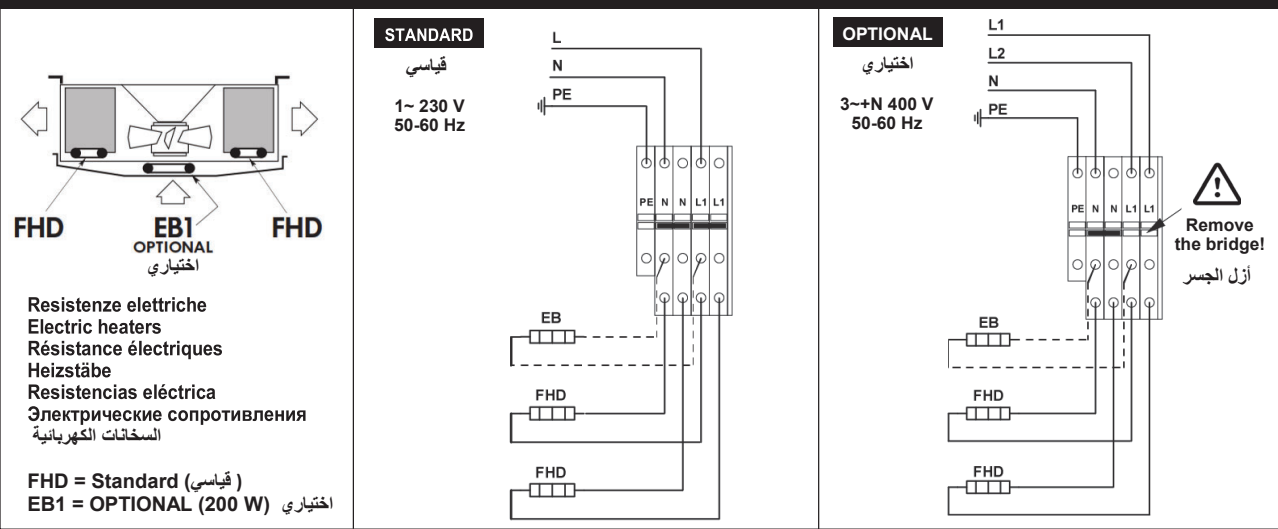 FHD
EB1
FHD
OPTIONAL
اختياري
Resistenze elettriche
Electric heaters
Résistance électriques
Heizstäbe
Resistencias eléctrica
Электрические сопротивления
السخانات الكهربائية
FHD = Standard (قياسي )
EB1 = OPTIONAL (200 W) اختياري
STANDARD
قياسي
1~ 230 V
50-60 Hz
L
N
PE
PE N N L1 L1
EB
FHD
FHD
OPTIONAL
اختياري
3~+N 400 V
50-60 Hz
L1
L2
N
PE
PE N N L1 L1
!
Remove
the bridge!
أزل الجسر
EB
FHD
FHD